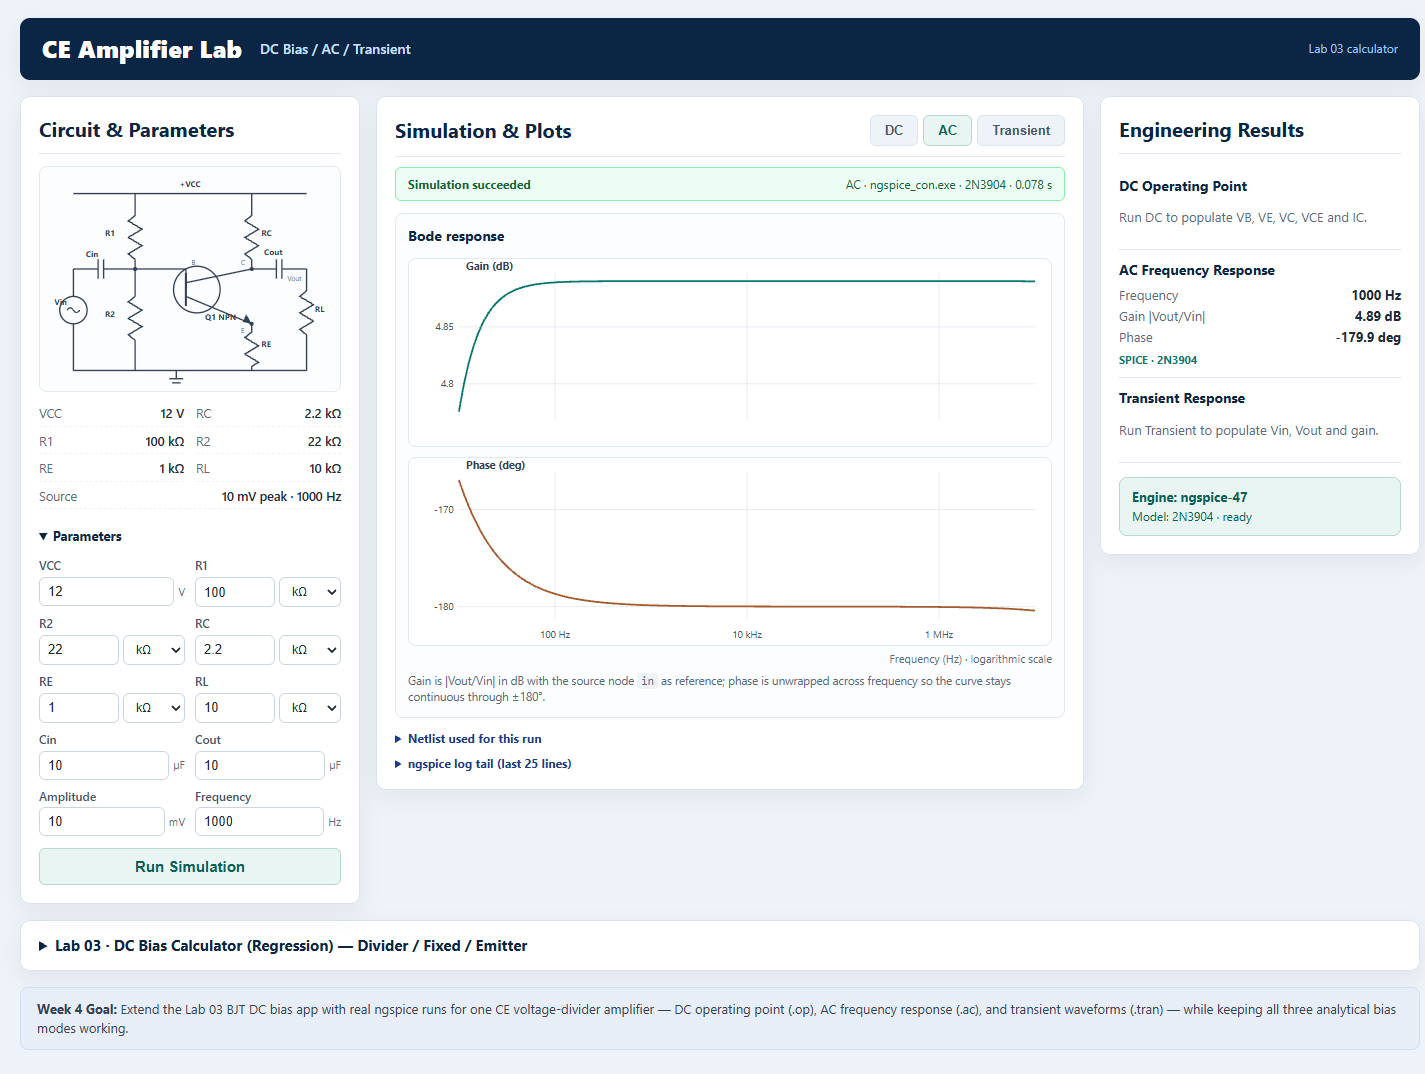 CE Amplifier Lab DC Bias / AC / Transient Lab 03 calculator
Circuit & Parameters
+VCC
R1
RC
Cin
Cout
B
C
Vout
Vin
R2
Q1 NPN
RL
E
RE
VCC 12 V RC 2.2 kΩ
R1 100 kΩ R2 22 kΩ
RE 1 kΩ RL 10 kΩ
Source 10 mV peak · 1000 Hz
▼ Parameters
VCC R1
12 V 100 kΩ
R2 RC
22 kΩ 2.2 kΩ
RE RL
1 kΩ 10 kΩ
Cin Cout
10 µF 10 µF
Amplitude Frequency
10 mV 1000 Hz
Run Simulation
Simulation & Plots DC AC Transient
Simulation succeeded AC · ngspice_con.exe · 2N3904 · 0.078 s
Bode response
Gain (dB)
4.85
4.8
Phase (deg)
-170
-180
100 Hz 10 kHz 1 MHz
Frequency (Hz) · logarithmic scale
Gain is |Vout/Vin| in dB with the source node in as reference; phase is unwrapped across frequency so the curve stays
continuous through ±180°.
▶ Netlist used for this run
▶ ngspice log tail (last 25 lines)
Engineering Results
DC Operating Point
Run DC to populate VB, VE, VC, VCE and IC.
AC Frequency Response
Frequency 1000 Hz
Gain |Vout/Vin| 4.89 dB
Phase -179.9 deg
SPICE · 2N3904
Transient Response
Run Transient to populate Vin, Vout and gain.
Engine: ngspice-47
Model: 2N3904 · ready
▶ Lab 03 · DC Bias Calculator (Regression) — Divider / Fixed / Emitter
Week 4 Goal: Extend the Lab 03 BJT DC bias app with real ngspice runs for one CE voltage-divider amplifier — DC operating point (.op), AC frequency response (.ac), and transient waveforms (.tran) — while keeping all three analytical bias
modes working.